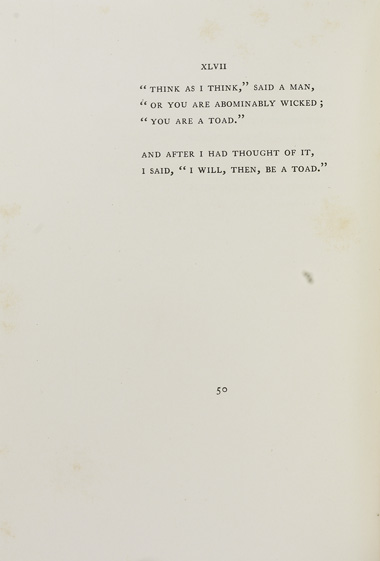 XLVII
“ THINK AS I THINK,” SAID A MAN,
“ OR YOU ARE ABOMINABLY WICKED ;
“ YOU ARE A TOAD.”
AND AFTER I HAD THOUGHT OF IT,
I SAID, “ I WILL, THEN, BE A TOAD.”
50